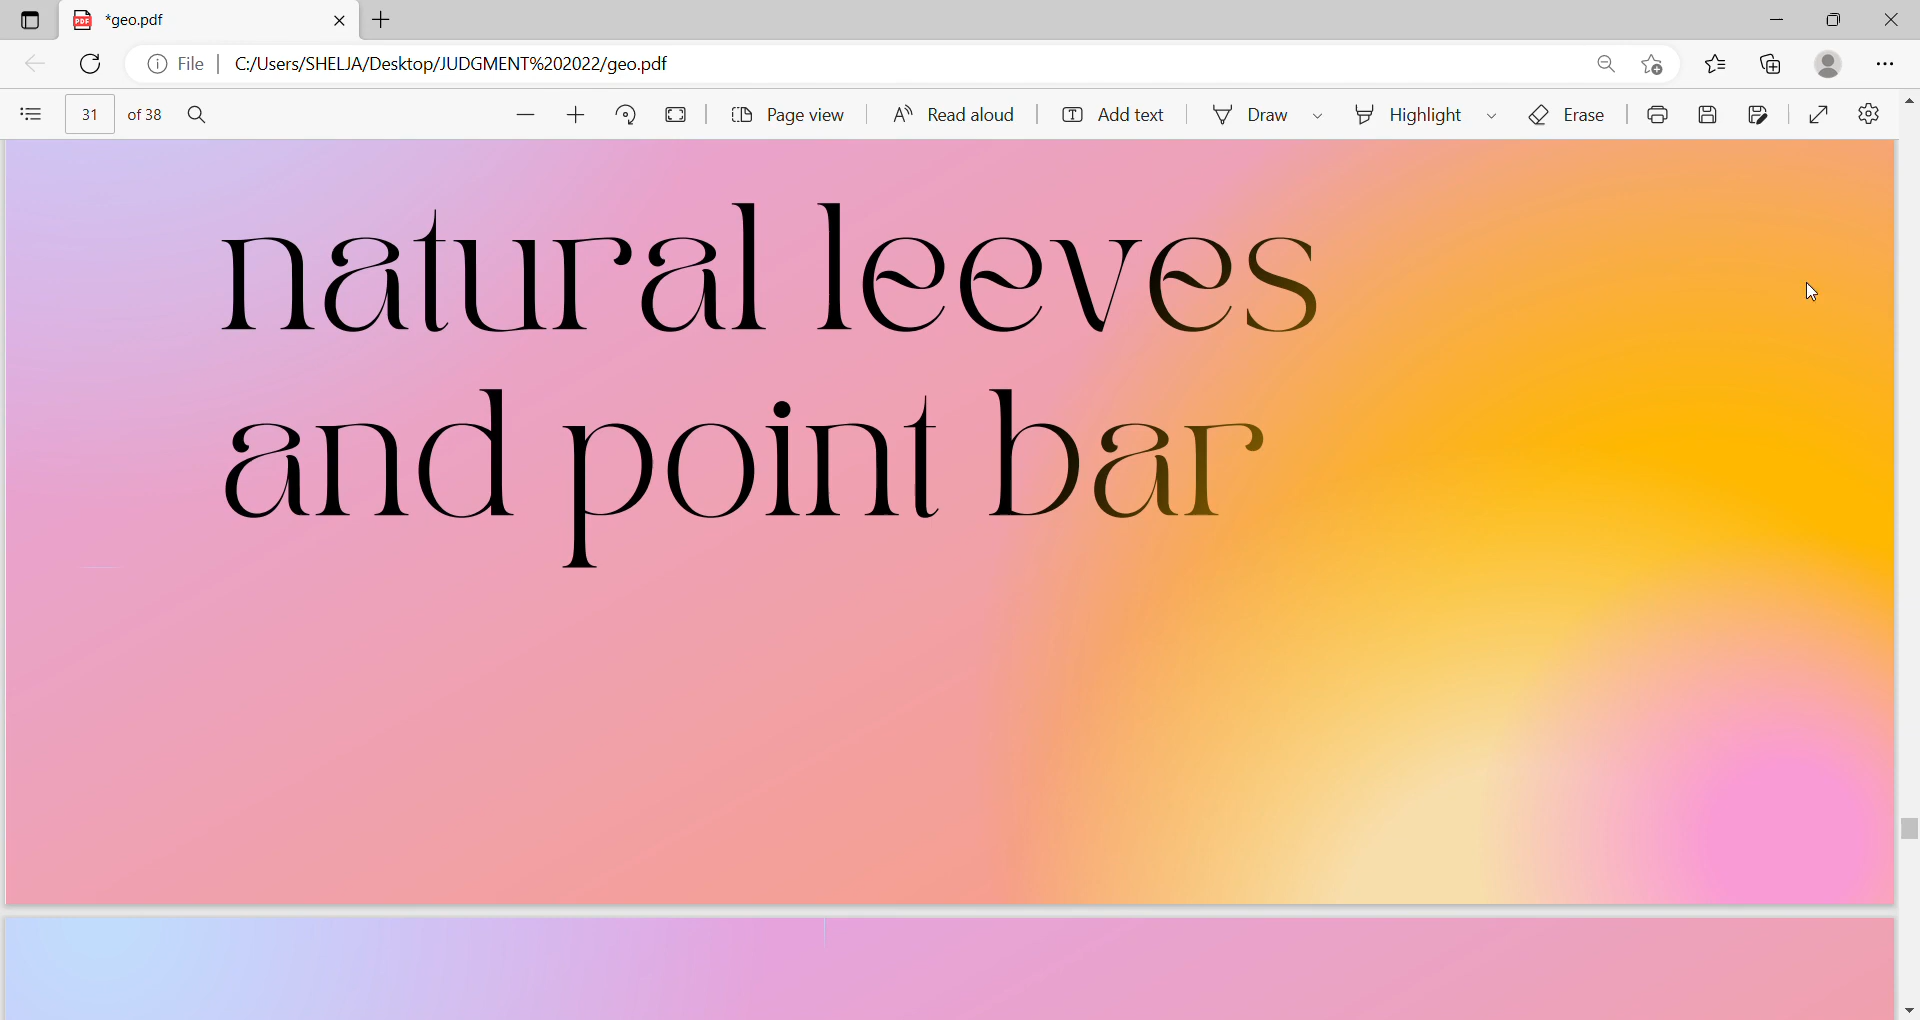 *geo.pdf
File C:/Users/SHELJA/Desktop/JUDGMENT%202022/geo.pdf
31 of 38 Page view A Read aloud T Add text Draw Highlight Erase
natural leeves
and point bar